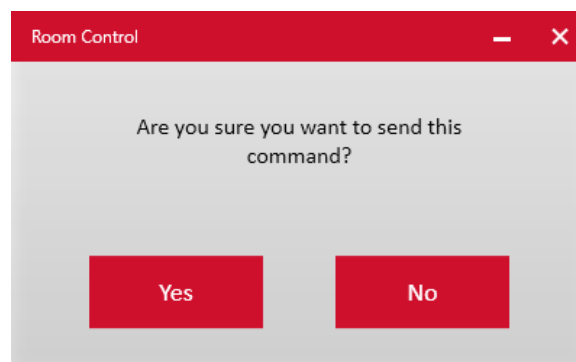 Room Control
Are you sure you want to send this
command?
Yes
No